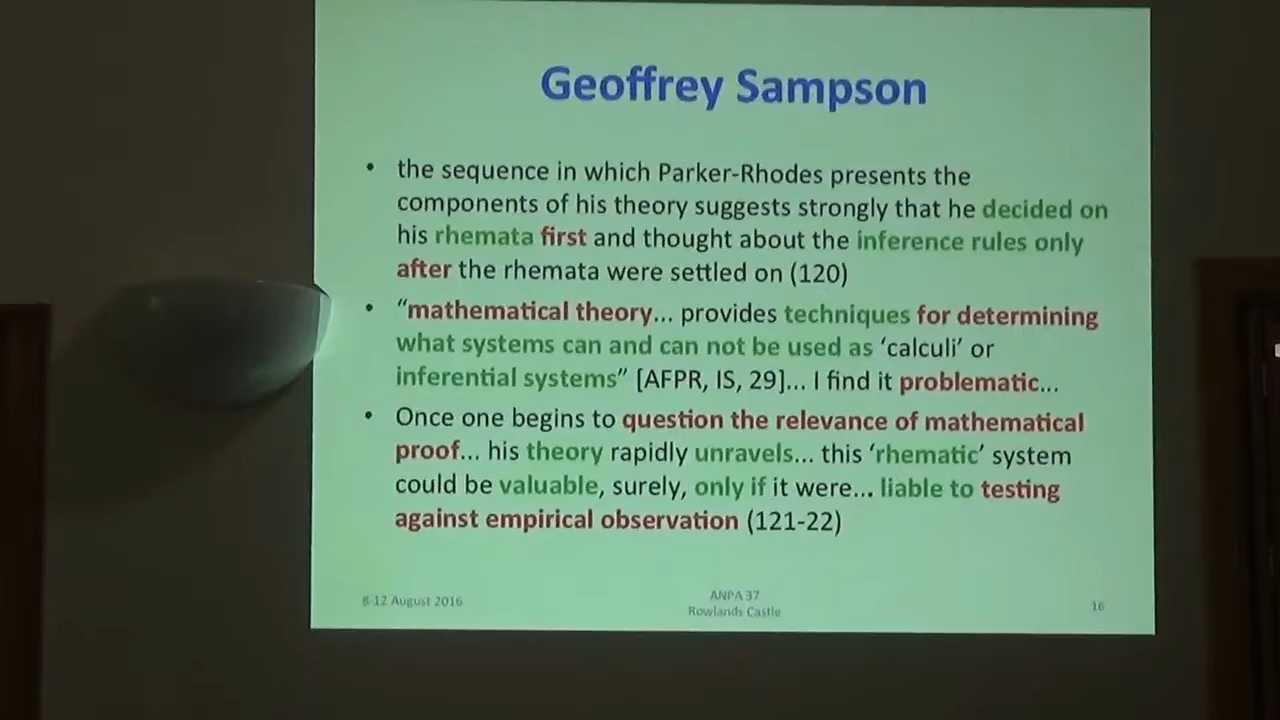 Geoffrey Sampson
• the sequence in which Parker-Rhodes presents the
components of his theory suggests strongly that he decided on
his rhemata first and thought about the inference rules only
after the rhemata were settled on (120)
• “mathematical theory... provides techniques for determining
what systems can and can not be used as ‘calculi’ or
inferential systems” [AFPR, IS, 29]... I find it problematic...
• Once one begins to question the relevance of mathematical
proof... his theory rapidly unravels... this ‘rhematic’ system
could be valuable, surely, only if it were... liable to testing
against empirical observation (121-22)
8-12 August 2016
ANPA 37
Rowlands Castle
16